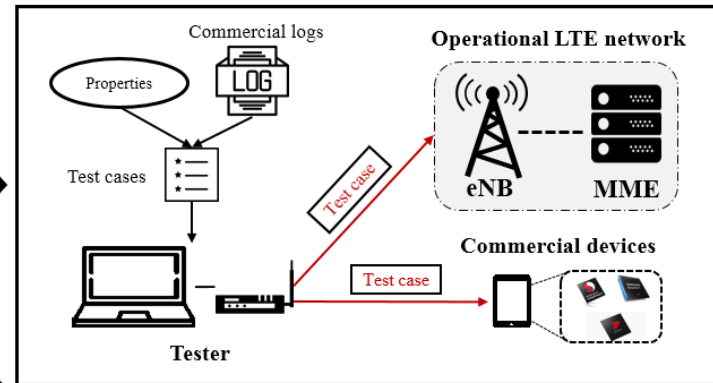 Commercial logs
Operational LTE network
Properties
LOG
Test cases
Test case
eNB
MME
Commercial devices
Test case
Tester